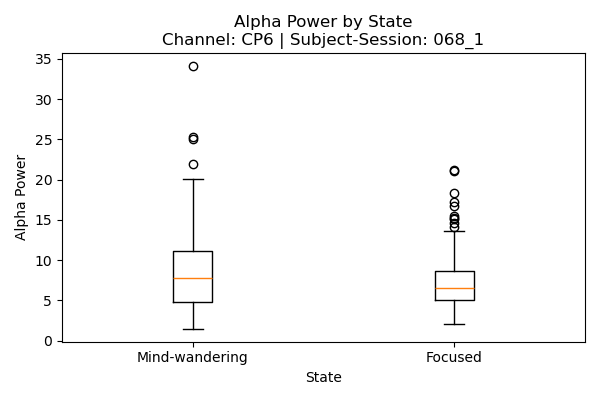 Alpha Power by State
Channel: CP6 | Subject-Session: 068_1
Alpha Power
35
30
25
20
15
10
5
0
Mind-wandering
Focused
State